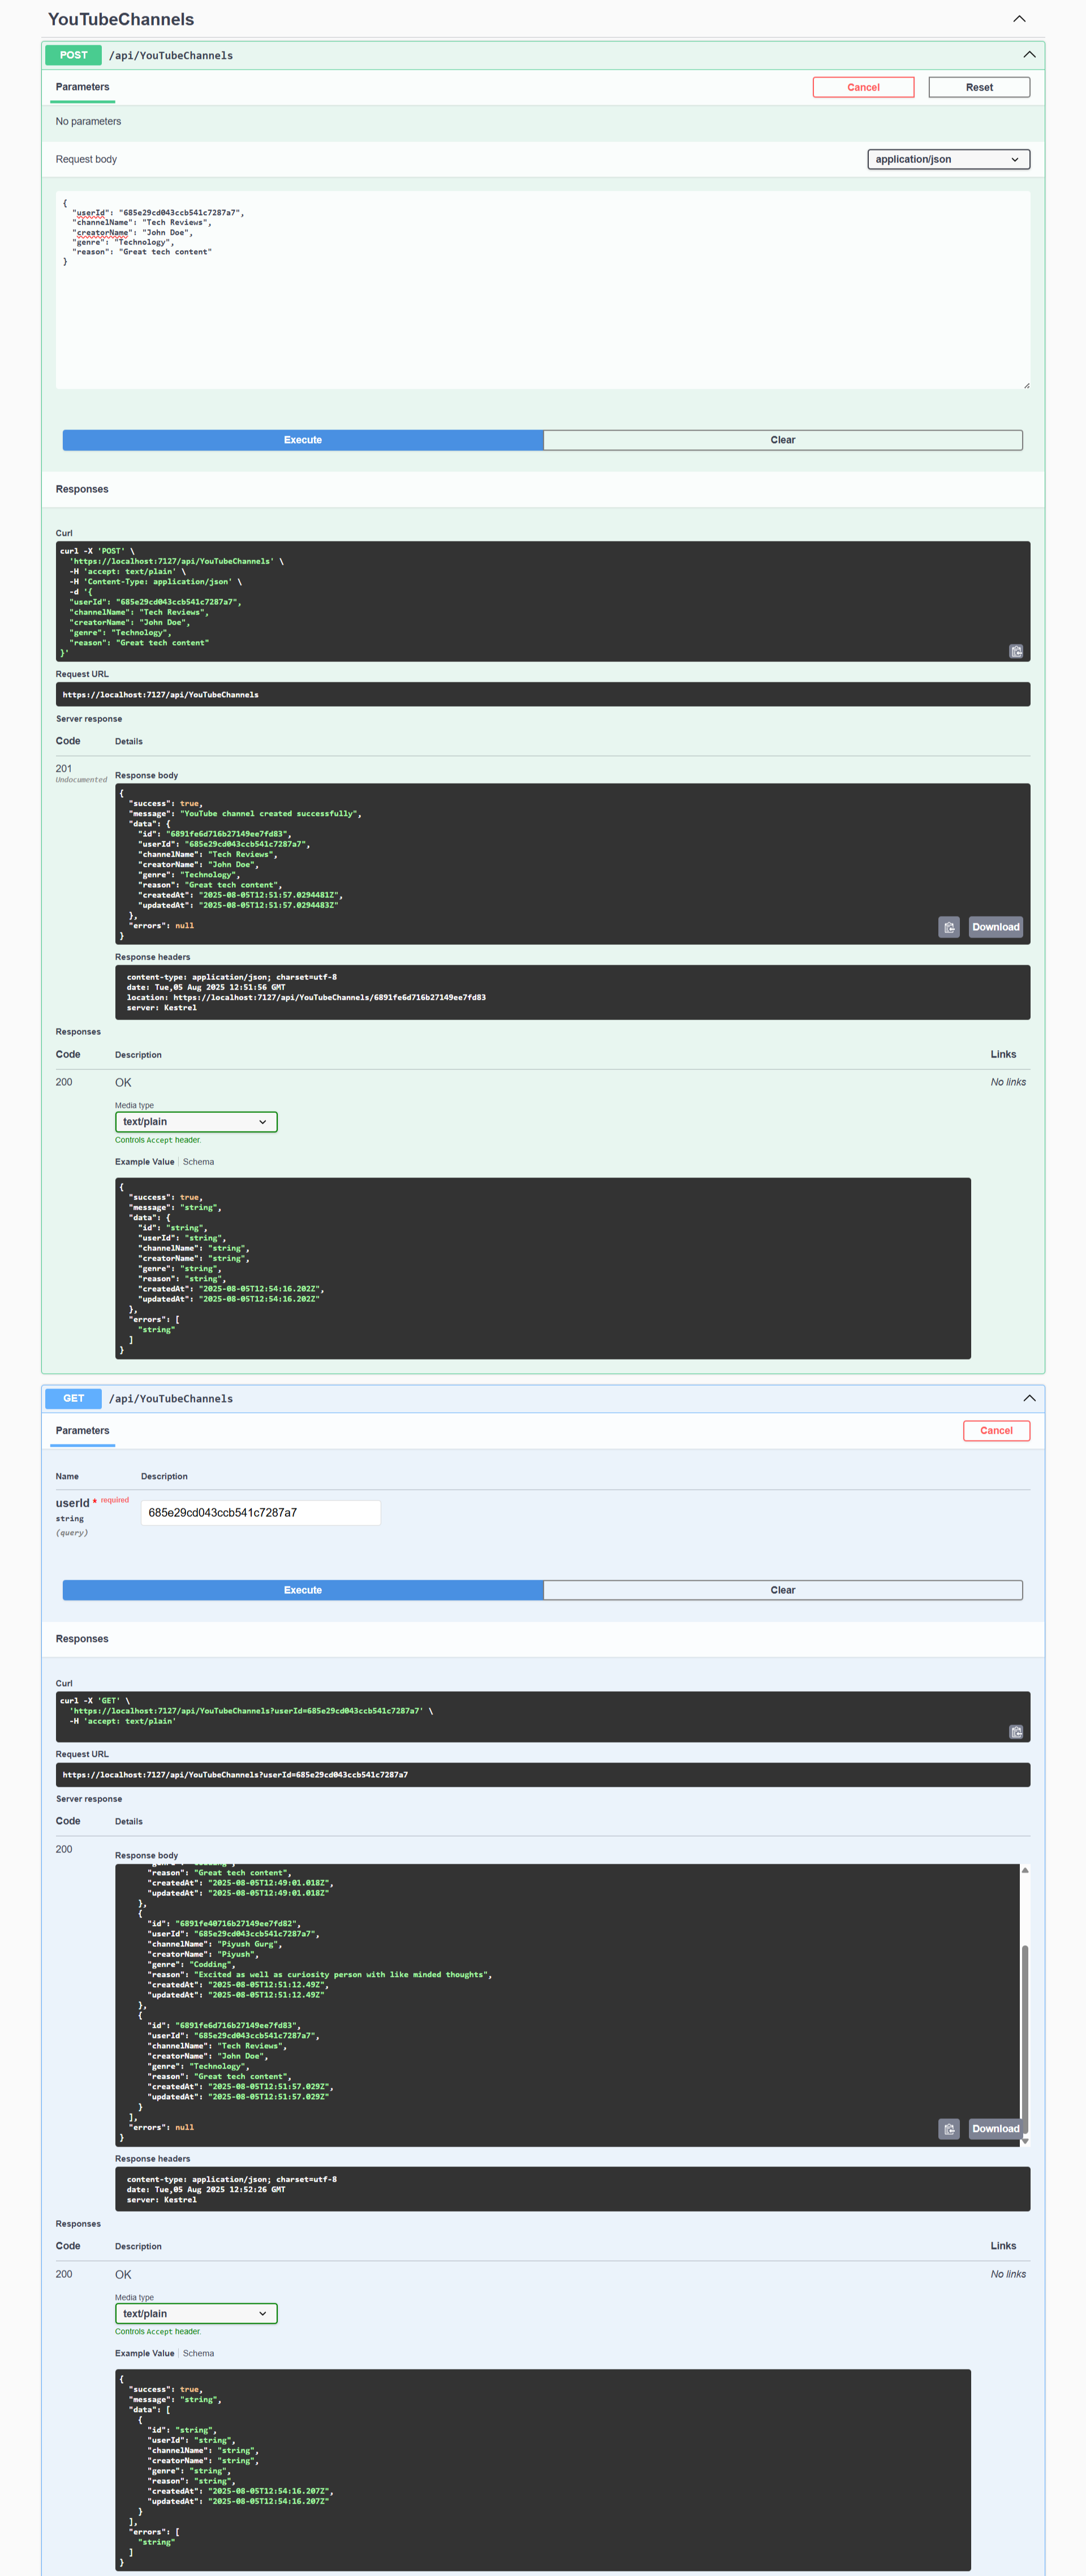 YouTubeChannels
POST /api/YouTubeChannels
Parameters
Cancel
Reset
No parameters
Request body
application/json
{
  "userId": "685e29cd043ccb541c7287a7",
  "channelName": "Tech Reviews",
  "creatorName": "John Doe",
  "genre": "Technology",
  "reason": "Great tech content"
}
Execute
Clear
Responses
Curl
curl -X 'POST' \
  'https://localhost:7127/api/YouTubeChannels' \
  -H 'accept: text/plain' \
  -H 'Content-Type: application/json' \
  -d '{
  "userId": "685e29cd043ccb541c7287a7",
  "channelName": "Tech Reviews",
  "creatorName": "John Doe",
  "genre": "Technology",
  "reason": "Great tech content"
}'
Request URL
https://localhost:7127/api/YouTubeChannels
Server response
Code Details
201
Undocumented
Response body
{
  "success": true,
  "message": "YouTube channel created successfully",
  "data": {
    "id": "6891fe6d716b27149ee7fd83",
    "userId": "685e29cd043ccb541c7287a7",
    "channelName": "Tech Reviews",
    "creatorName": "John Doe",
    "genre": "Technology",
    "reason": "Great tech content",
    "createdAt": "2025-08-05T12:51:57.0294481Z",
    "updatedAt": "2025-08-05T12:51:57.0294483Z"
  },
  "errors": null
}
Download
Response headers
content-type: application/json; charset=utf-8
date: Tue,05 Aug 2025 12:51:56 GMT
location: https://localhost:7127/api/YouTubeChannels/6891fe6d716b27149ee7fd83
server: Kestrel
Responses
Code Description Links
200 OK No links
Media type
text/plain
Controls Accept header.
Example Value | Schema
{
  "success": true,
  "message": "string",
  "data": {
    "id": "string",
    "userId": "string",
    "channelName": "string",
    "creatorName": "string",
    "genre": "string",
    "reason": "string",
    "createdAt": "2025-08-05T12:54:16.202Z",
    "updatedAt": "2025-08-05T12:54:16.202Z"
  },
  "errors": [
    "string"
  ]
}
GET /api/YouTubeChannels
Parameters
Cancel
Name Description
userId * required
string
(query)
685e29cd043ccb541c7287a7
Execute
Clear
Responses
Curl
curl -X 'GET' \
  'https://localhost:7127/api/YouTubeChannels?userId=685e29cd043ccb541c7287a7' \
  -H 'accept: text/plain'
Request URL
https://localhost:7127/api/YouTubeChannels?userId=685e29cd043ccb541c7287a7
Server response
Code Details
200
Response body
      "reason": "Great tech content",
      "createdAt": "2025-08-05T12:49:01.018Z",
      "updatedAt": "2025-08-05T12:49:01.018Z"
    },
    {
      "id": "6891fe40716b27149ee7fd82",
      "userId": "685e29cd043ccb541c7287a7",
      "channelName": "Piyush Gurg",
      "creatorName": "Piyush",
      "genre": "Codding",
      "reason": "Excited as well as curiosity person with like minded thoughts",
      "createdAt": "2025-08-05T12:51:12.49Z",
      "updatedAt": "2025-08-05T12:51:12.49Z"
    },
    {
      "id": "6891fe6d716b27149ee7fd83",
      "userId": "685e29cd043ccb541c7287a7",
      "channelName": "Tech Reviews",
      "creatorName": "John Doe",
      "genre": "Technology",
      "reason": "Great tech content",
      "createdAt": "2025-08-05T12:51:57.029Z",
      "updatedAt": "2025-08-05T12:51:57.029Z"
    }
  ],
  "errors": null
}
Download
Response headers
content-type: application/json; charset=utf-8
date: Tue,05 Aug 2025 12:52:26 GMT
server: Kestrel
Responses
Code Description Links
200 OK No links
Media type
text/plain
Controls Accept header.
Example Value | Schema
{
  "success": true,
  "message": "string",
  "data": [
    {
      "id": "string",
      "userId": "string",
      "channelName": "string",
      "creatorName": "string",
      "genre": "string",
      "reason": "string",
      "createdAt": "2025-08-05T12:54:16.207Z",
      "updatedAt": "2025-08-05T12:54:16.207Z"
    }
  ],
  "errors": [
    "string"
  ]
}